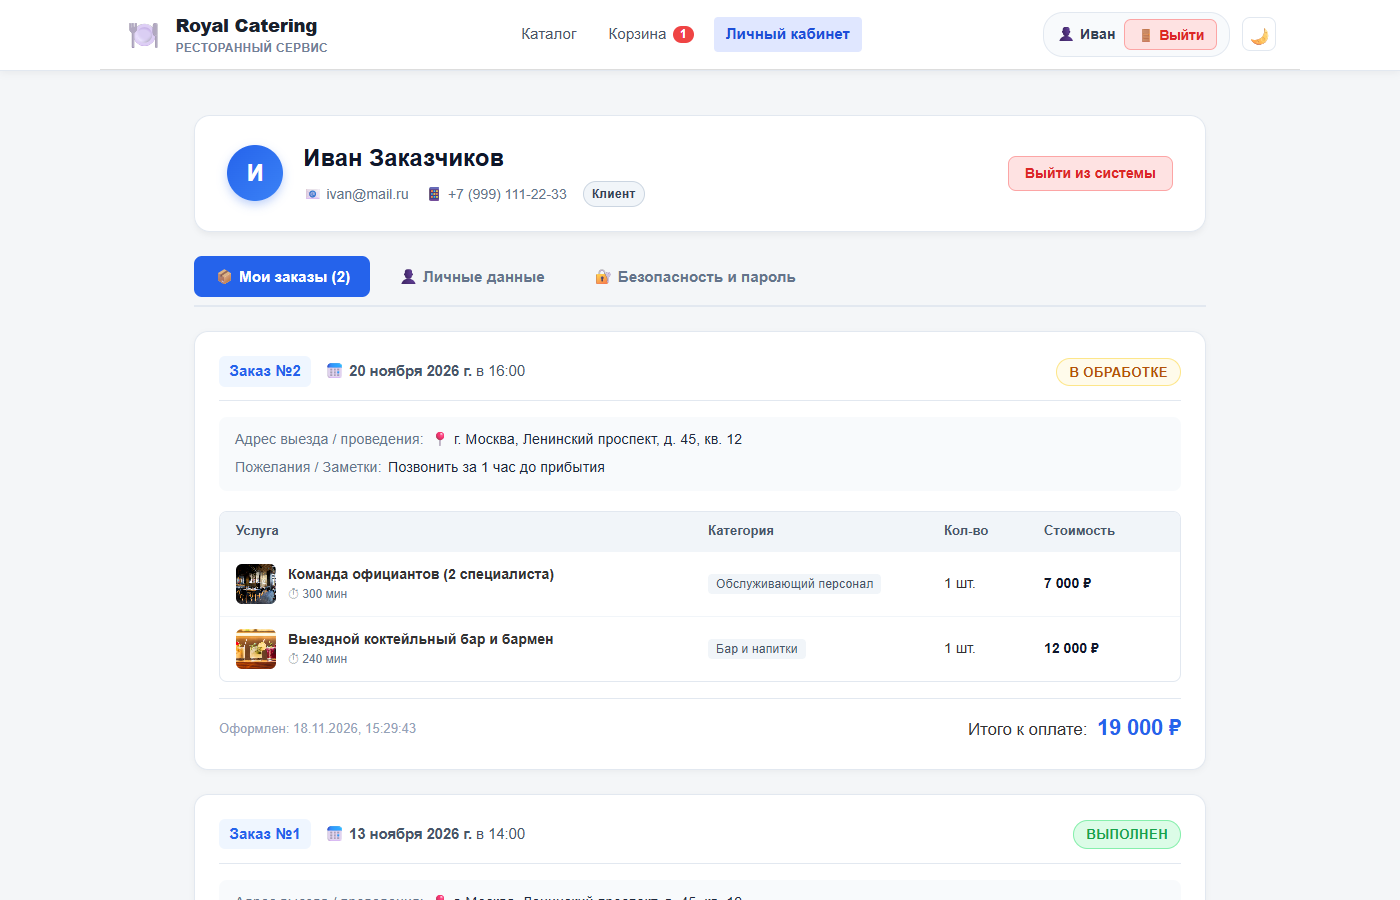 Royal Catering
РЕСТОРАННЫЙ СЕРВИС
Каталог
Корзина 1
Личный кабинет
Иван
Выйти
И
Иван Заказчиков
ivan@mail.ru +7 (999) 111-22-33 Клиент
Выйти из системы
Мои заказы (2)
Личные данные
Безопасность и пароль
Заказ №2 20 ноября 2026 г. в 16:00 В ОБРАБОТКЕ
Адрес выезда / проведения: г. Москва, Ленинский проспект, д. 45, кв. 12
Пожелания / Заметки: Позвонить за 1 час до прибытия
Услуга Категория Кол-во Стоимость
Команда официантов (2 специалиста)
300 мин
Обслуживающий персонал 1 шт. 7 000 ₽
Выездной коктейльный бар и бармен
240 мин
Бар и напитки 1 шт. 12 000 ₽
Оформлен: 18.11.2026, 15:29:43 Итого к оплате: 19 000 ₽
Заказ №1 13 ноября 2026 г. в 14:00 ВЫПОЛНЕН